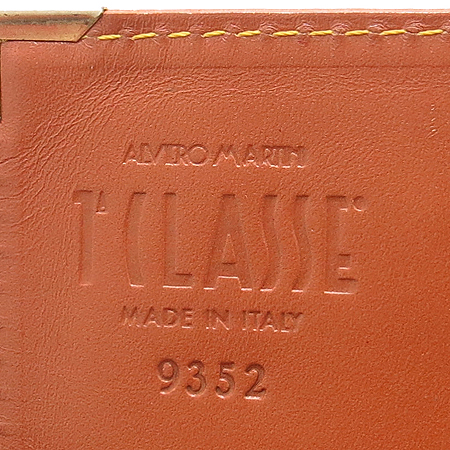 ALVIERO MARTINI
1ª CLASSE
MADE IN ITALY
9352